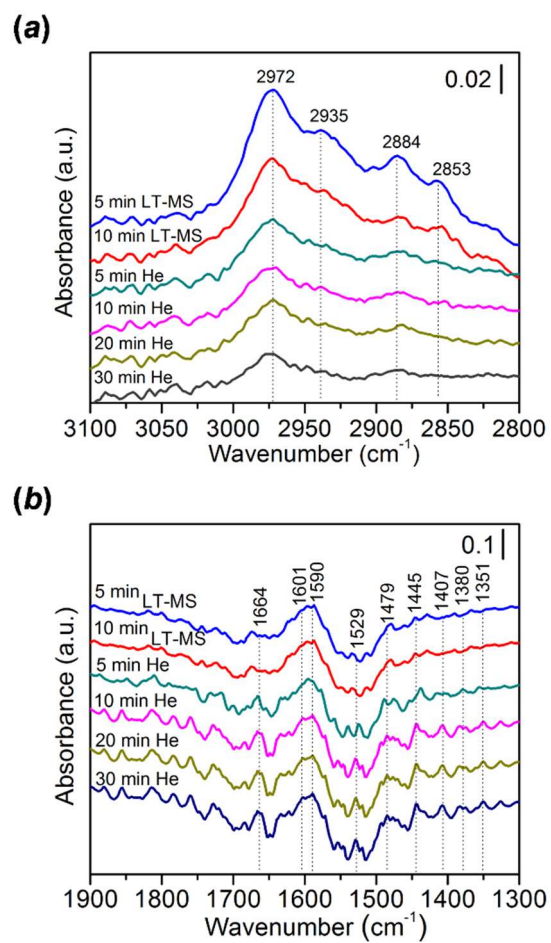 (a)
0.02
2972
2935
2884
2853
5 min LT-MS
10 min LT-MS
5 min He
10 min He
20 min He
30 min He
Absorbance (a.u.)
3100 3050 3000 2950 2900 2850 2800
Wavenumber (cm-1)
(b)
0.1
1664
1601
1590
1529
1479
1445
1407
1380
1351
5 min LT-MS
10 min LT-MS
5 min He
10 min He
20 min He
30 min He
Absorbance (a.u.)
1900 1800 1700 1600 1500 1400 1300
Wavenumber (cm-1)